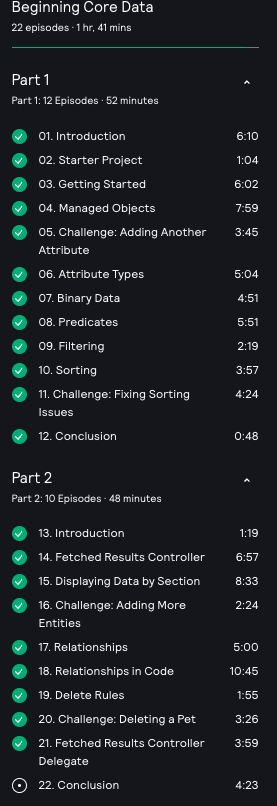 Beginning Core Data
22 episodes · 1 hr, 41 mins
Part 1
Part 1: 12 Episodes · 52 minutes
01. Introduction 6:10
02. Starter Project 1:04
03. Getting Started 6:02
04. Managed Objects 7:59
05. Challenge: Adding Another 3:45
Attribute
06. Attribute Types 5:04
07. Binary Data 4:51
08. Predicates 5:51
09. Filtering 2:19
10. Sorting 3:57
11. Challenge: Fixing Sorting 4:24
Issues
12. Conclusion 0:48
Part 2
Part 2: 10 Episodes · 48 minutes
13. Introduction 1:19
14. Fetched Results Controller 6:57
15. Displaying Data by Section 8:33
16. Challenge: Adding More 2:24
Entities
17. Relationships 5:00
18. Relationships in Code 10:45
19. Delete Rules 1:55
20. Challenge: Deleting a Pet 3:26
21. Fetched Results Controller 3:59
Delegate
22. Conclusion 4:23